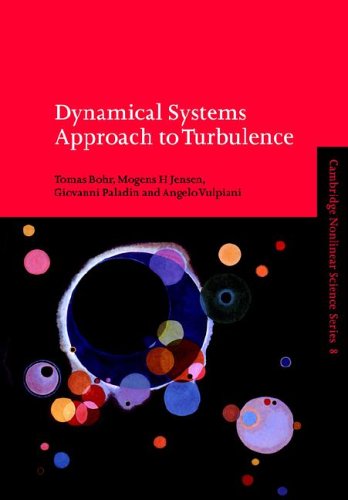 Dynamical Systems
Approach to Turbulence
Tomas Bohr, Mogens H Jensen,
Giovanni Paladin and Angelo Vulpiani
Cambridge Nonlinear Science Series 8